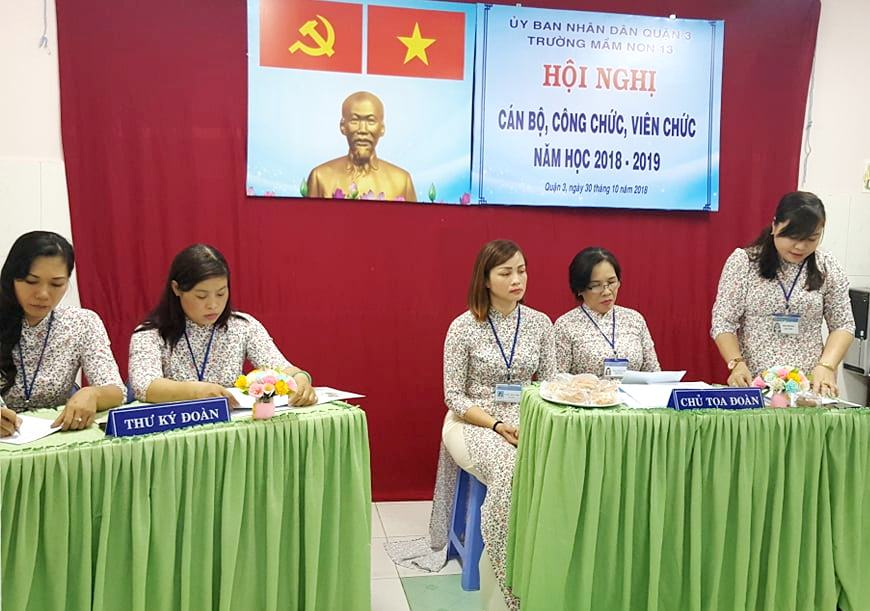 ỦY BAN NHÂN DÂN QUẬN 3
TRƯỜNG MẦM NON 13
HỘI NGHỊ
CÁN BỘ, CÔNG CHỨC, VIÊN CHỨC
NĂM HỌC 2018 - 2019
Quận 3, ngày 30 tháng 10 năm 2018
THƯ KÝ ĐOÀN
CHỦ TỌA ĐOÀN